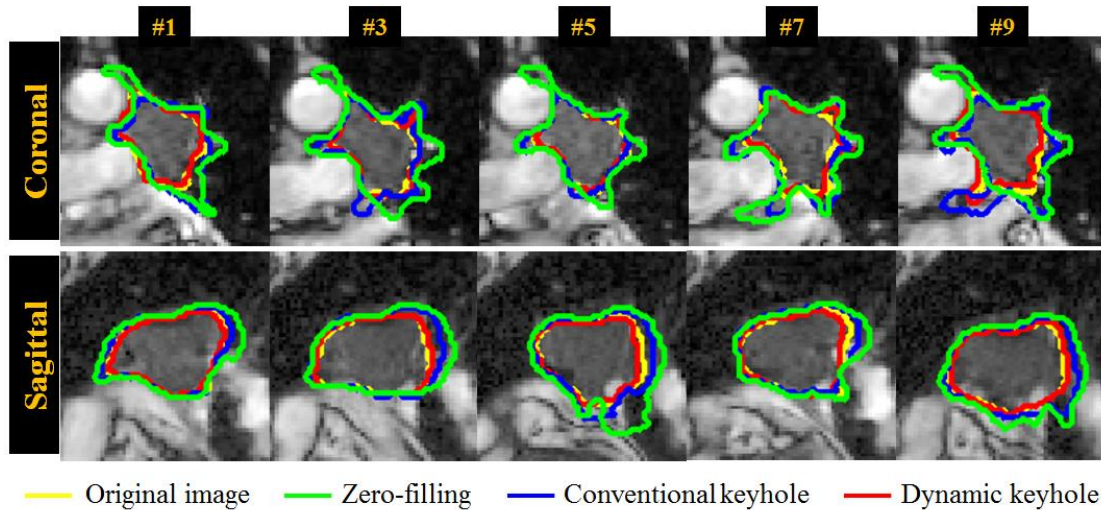 #1 #3 #5 #7 #9
Coronal
Sagittal
Original image Zero-filling Conventional keyhole Dynamic keyhole